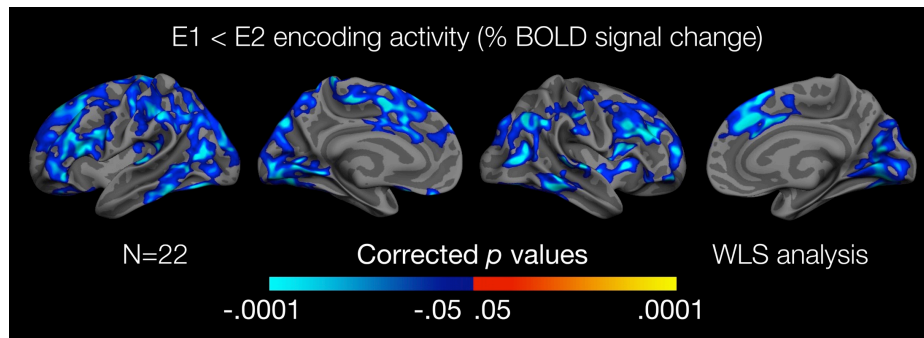 E1 < E2 encoding activity (% BOLD signal change)
N=22
Corrected p values
WLS analysis
-.0001
-.05
.05
.0001